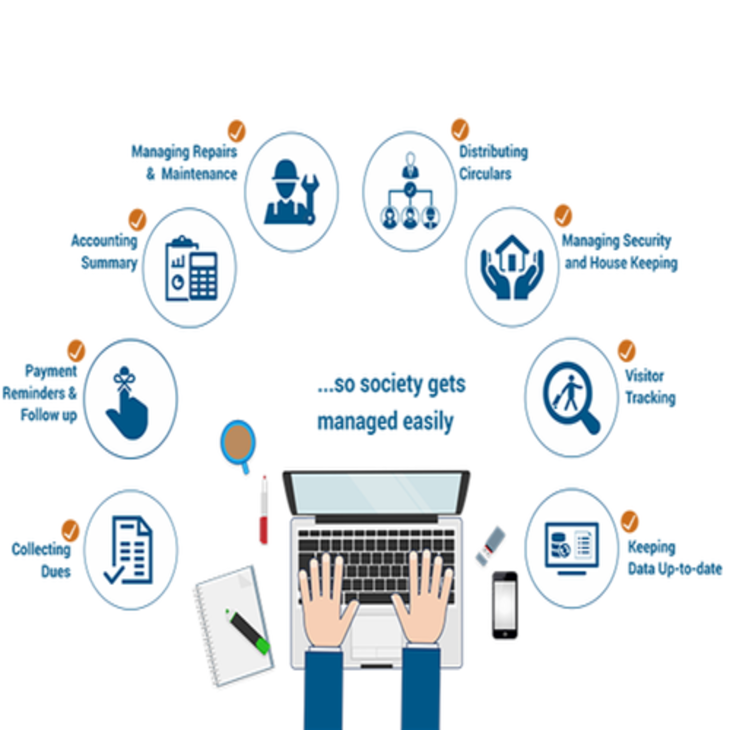 Managing Repairs
& Maintenance
Distributing
Circulars
Accounting
Summary
Managing Security
and House Keeping
Payment
Reminders &
Follow up
...so society gets
managed easily
Visitor
Tracking
Collecting
Dues
Keeping
Data Up-to-date